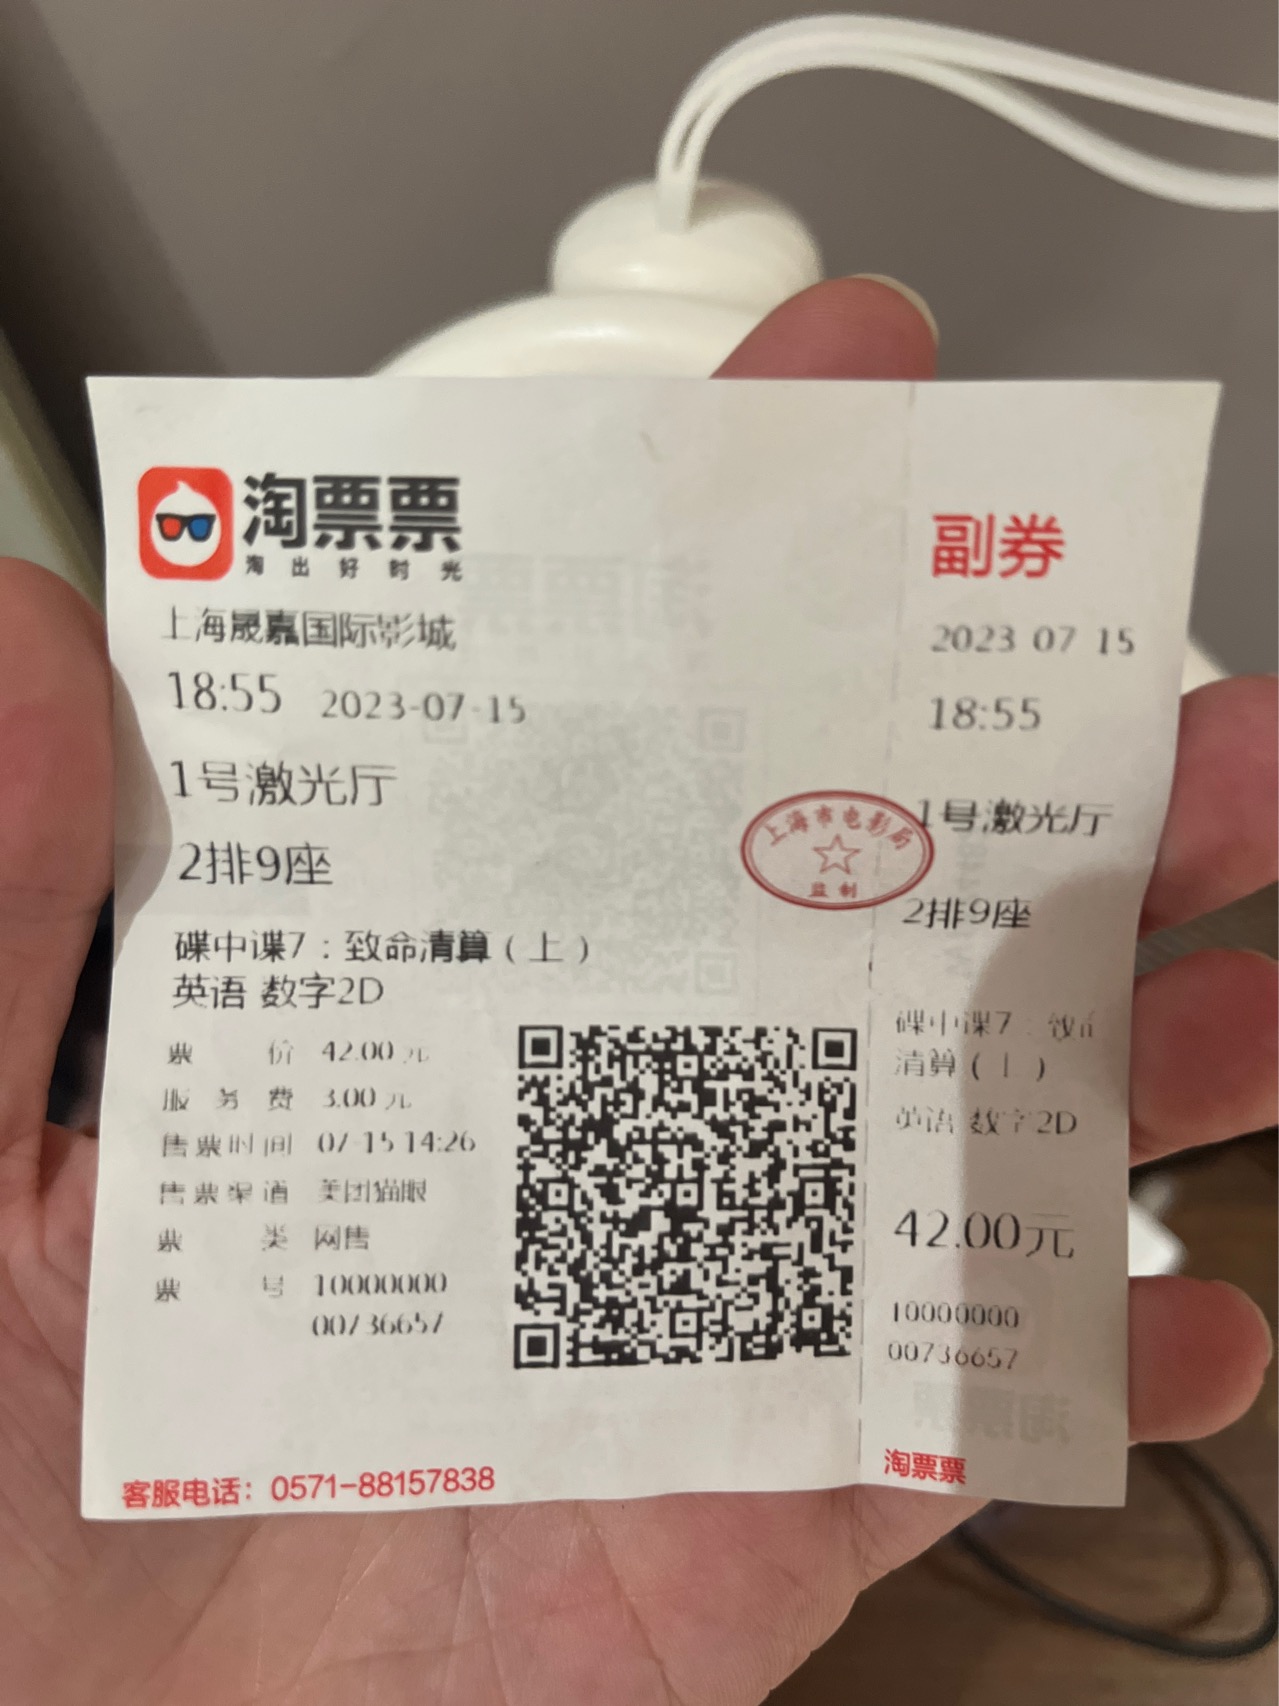 淘票票
淘出好时光
上海晟嘉国际影城
18:55 2023-07-15
1号激光厅
2排9座
碟中谍7：致命清算（上）
英语 数字2D
票价 42.00元
服务费 3.00元
售票时间 07-15 14:26
售票渠道 美团猫眼
票类 网售
票号 10000000
00736657
客服电话：0571-88157838
上海市电影局
监制
副券
2023 07 15
18:55
1号激光厅
2排9座
碟中谍7：致命
清算（上）
英语 数字2D
42.00元
10000000
00736657
淘票票